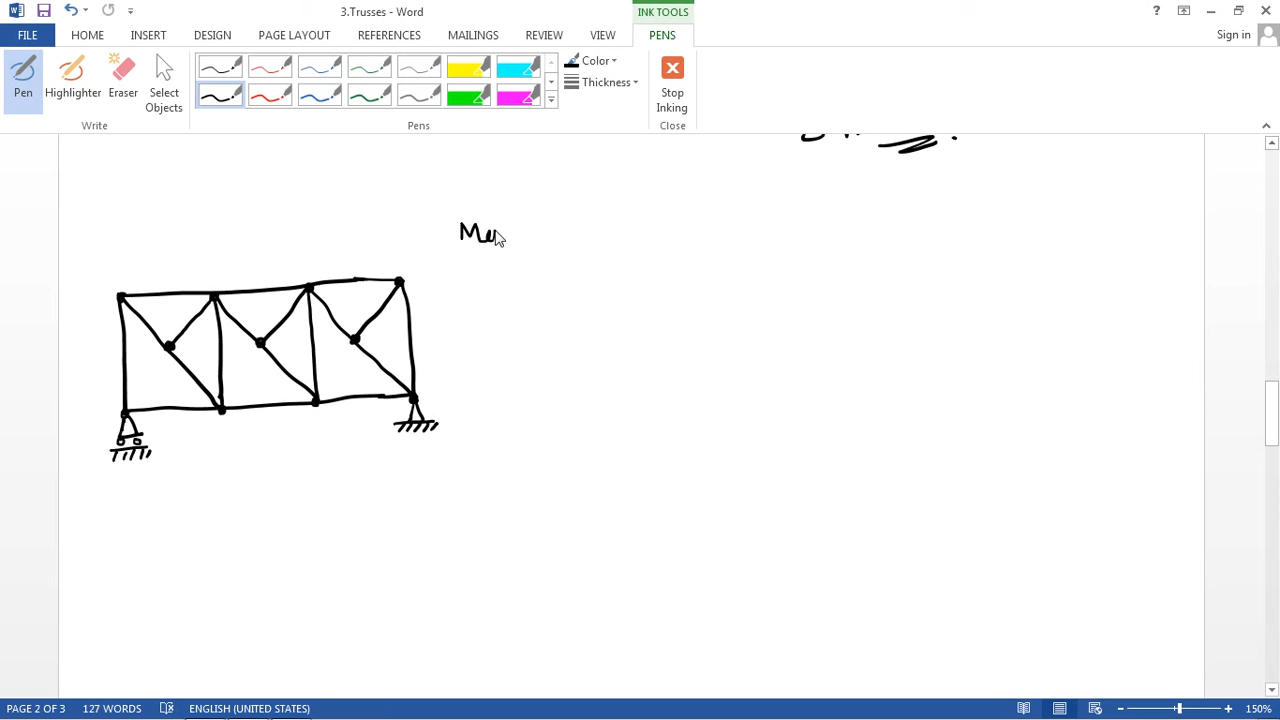 3.Trusses - Word
INK TOOLS
FILE
HOME
INSERT
DESIGN
PAGE LAYOUT
REFERENCES
MAILINGS
REVIEW
VIEW
PENS
Sign in
Pen
Highlighter
Eraser
Select Objects
Color
Thickness
Stop Inking
Write
Pens
Close
PAGE 2 OF 3
127 WORDS
ENGLISH (UNITED STATES)
150%